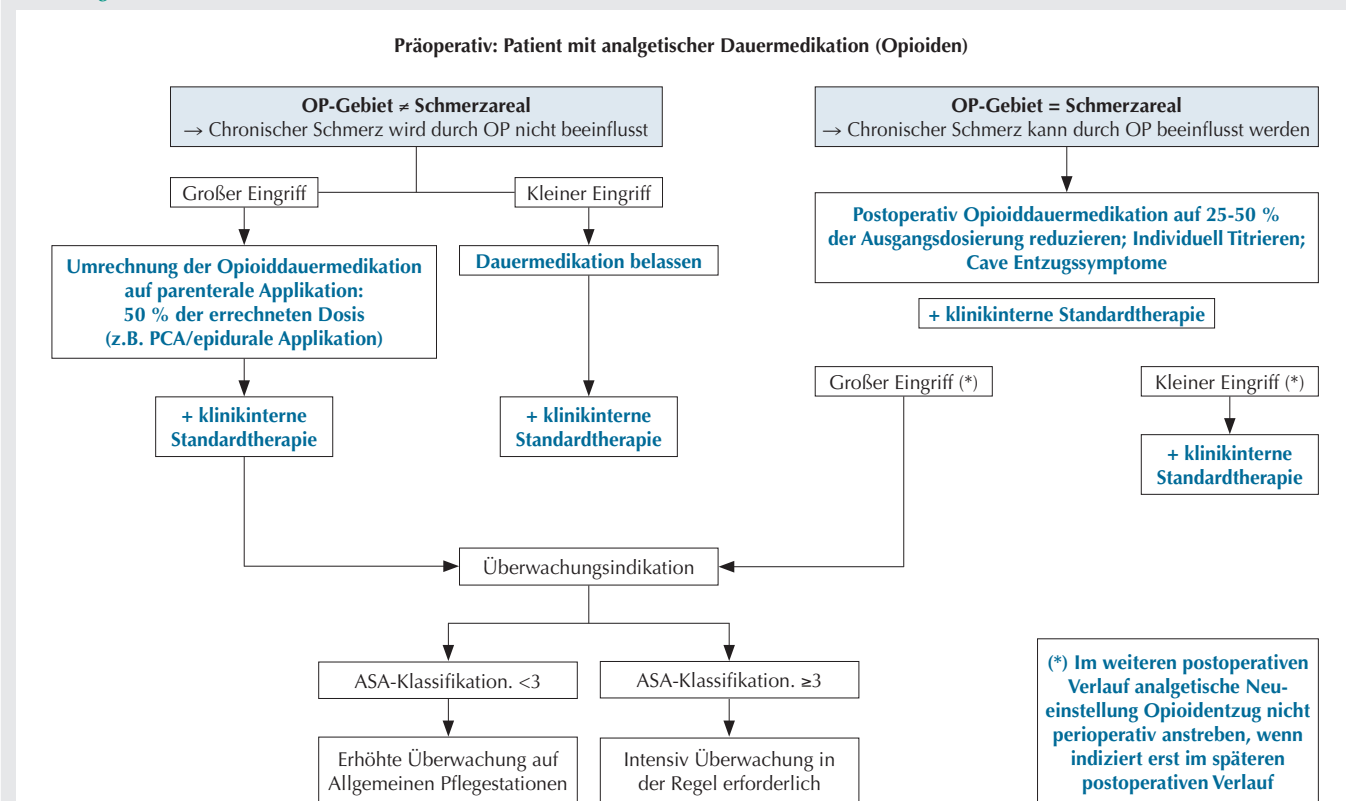 Präoperativ: Patient mit analgetischer Dauermedikation (Opioiden)
OP-Gebiet ≠ Schmerzareal
→ Chronischer Schmerz wird durch OP nicht beeinflusst
OP-Gebiet = Schmerzareal
→ Chronischer Schmerz kann durch OP beeinflusst werden
Großer Eingriff
Kleiner Eingriff
Umrechnung der Opioiddauermedikation
auf parenterale Applikation:
50 % der errechneten Dosis
(z.B. PCA/epidurale Applikation)
Dauermedikation belassen
Postoperativ Opioiddauermedikation auf 25-50 %
der Ausgangsdosierung reduzieren; Individuell Titrieren;
Cave Entzugssymptome
+ klinikinterne Standardtherapie
Großer Eingriff (*)
Kleiner Eingriff (*)
+ klinikinterne
Standardtherapie
+ klinikinterne
Standardtherapie
+ klinikinterne
Standardtherapie
Überwachungsindikation
ASA-Klassifikation. <3
ASA-Klassifikation. ≥3
Erhöhte Überwachung auf
Allgemeinen Pflegestationen
Intensiv Überwachung in
der Regel erforderlich
(*) Im weiteren postoperativen
Verlauf analgetische Neu-
einstellung Opioidentzug nicht
perioperativ anstreben, wenn
indiziert erst im späteren
postoperativen Verlauf